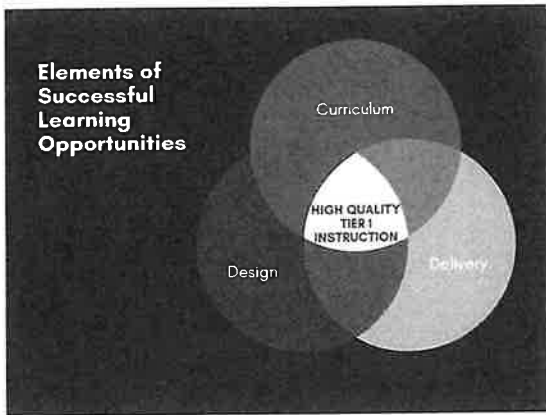 Elements of
Successful
Learning
Opportunities
Curriculum
HIGH QUALITY
TIER 1
INSTRUCTION
Design
Delivery